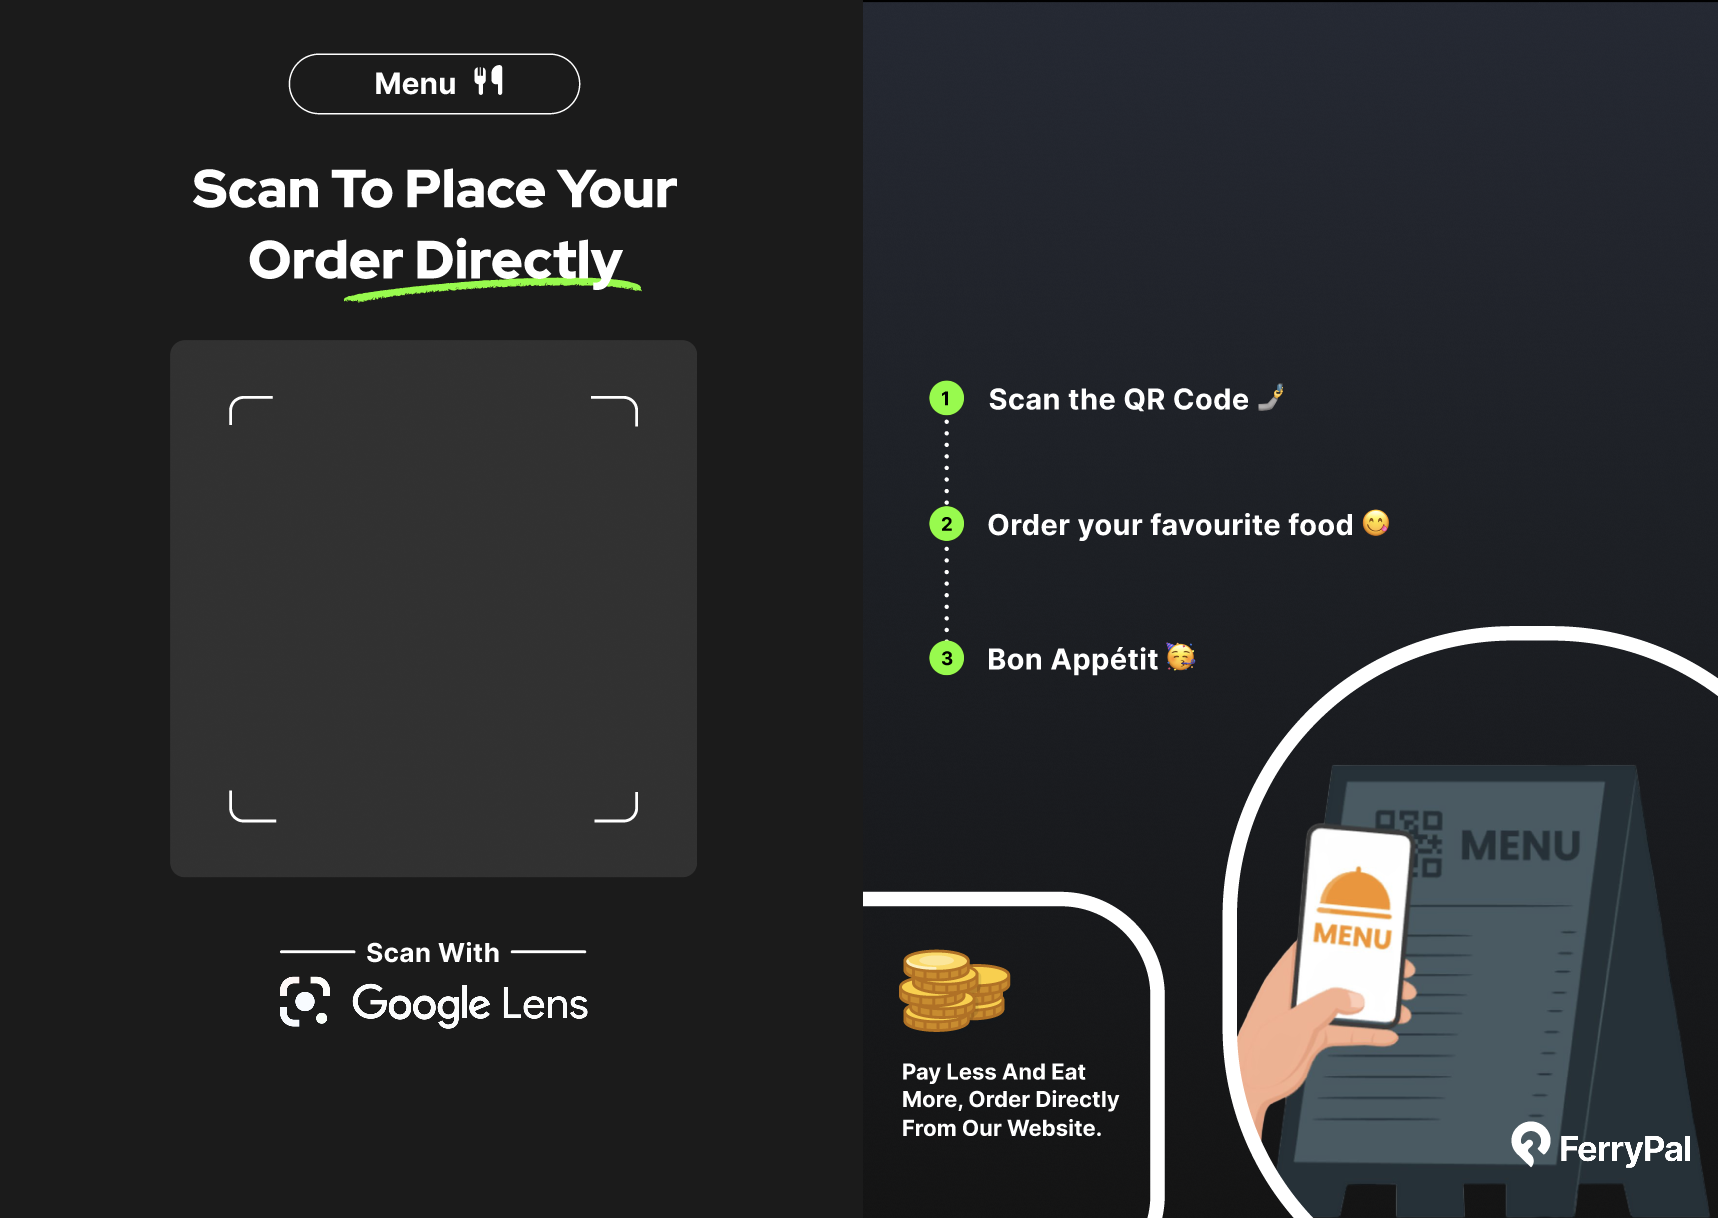 Menu
Scan To Place Your
Order Directly
Scan With
Google Lens
1 Scan the QR Code
2 Order your favourite food 😋
3 Bon Appétit 🥳
MENU
MENU
Pay Less And Eat
More, Order Directly
From Our Website.
FerryPal